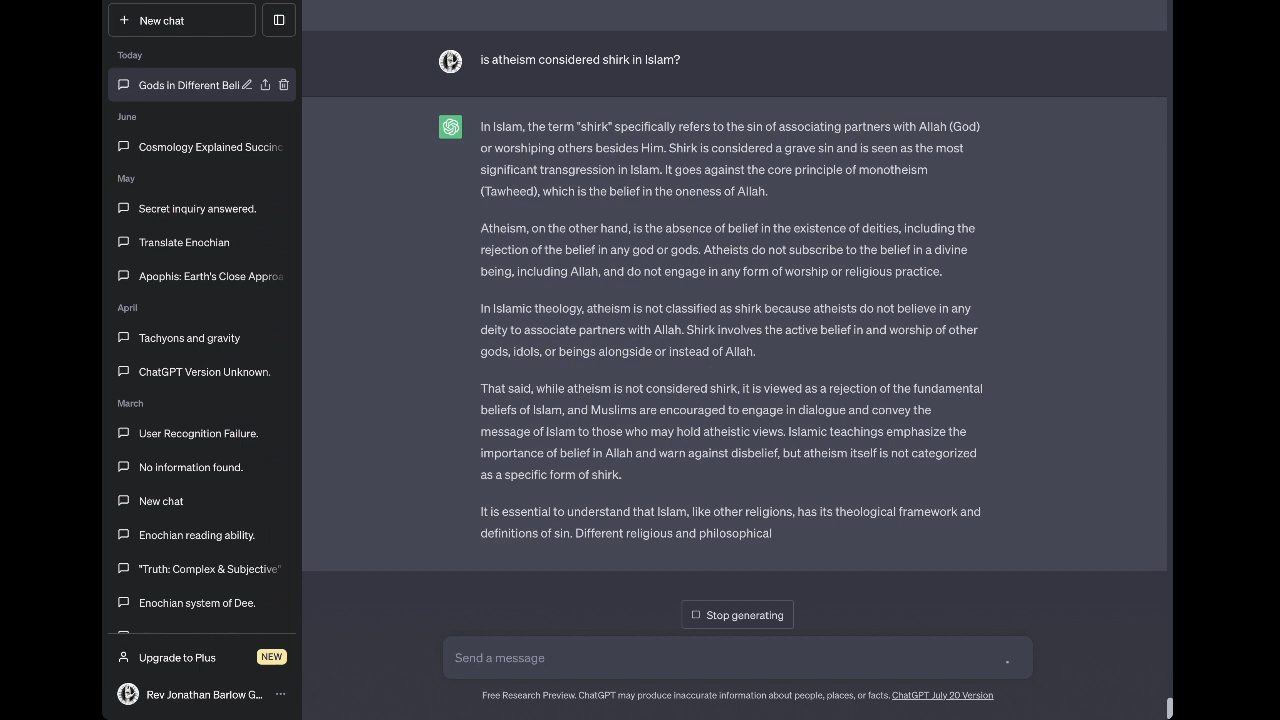 New chat
Today
Gods in Different Beli
June
Cosmology Explained Succinc
May
Secret inquiry answered.
Translate Enochian
Apophis: Earth's Close Approa
April
Tachyons and gravity
ChatGPT Version Unknown.
March
User Recognition Failure.
No information found.
New chat
Enochian reading ability.
"Truth: Complex & Subjective"
Enochian system of Dee.
Upgrade to Plus NEW
Rev Jonathan Barlow G...
is atheism considered shirk in Islam?
In Islam, the term "shirk" specifically refers to the sin of associating partners with Allah (God)
or worshiping others besides Him. Shirk is considered a grave sin and is seen as the most
significant transgression in Islam. It goes against the core principle of monotheism
(Tawheed), which is the belief in the oneness of Allah.
Atheism, on the other hand, is the absence of belief in the existence of deities, including the
rejection of the belief in any god or gods. Atheists do not subscribe to the belief in a divine
being, including Allah, and do not engage in any form of worship or religious practice.
In Islamic theology, atheism is not classified as shirk because atheists do not believe in any
deity to associate partners with Allah. Shirk involves the active belief in and worship of other
gods, idols, or beings alongside or instead of Allah.
That said, while atheism is not considered shirk, it is viewed as a rejection of the fundamental
beliefs of Islam, and Muslims are encouraged to engage in dialogue and convey the
message of Islam to those who may hold atheistic views. Islamic teachings emphasize the
importance of belief in Allah and warn against disbelief, but atheism itself is not categorized
as a specific form of shirk.
It is essential to understand that Islam, like other religions, has its theological framework and
definitions of sin. Different religious and philosophical
Stop generating
Send a message
Free Research Preview. ChatGPT may produce inaccurate information about people, places, or facts. ChatGPT July 20 Version